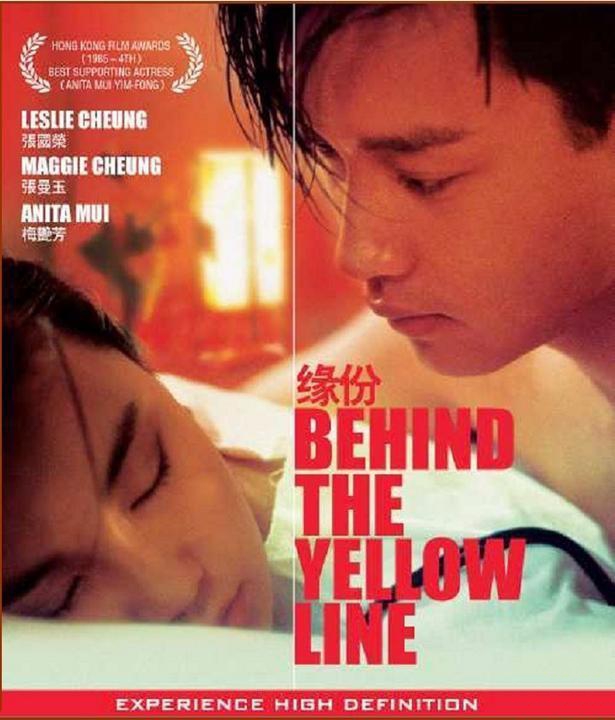 HONG KONG FILM AWARDS
(1985 – 4TH)
BEST SUPPORTING ACTRESS
(ANITA MUI YIM-FONG)
LESLIE CHEUNG
張國榮
MAGGIE CHEUNG
張曼玉
ANITA MUI
梅艷芳
缘份
BEHIND
THE
YELLOW
LINE
EXPERIENCE HIGH DEFINITION